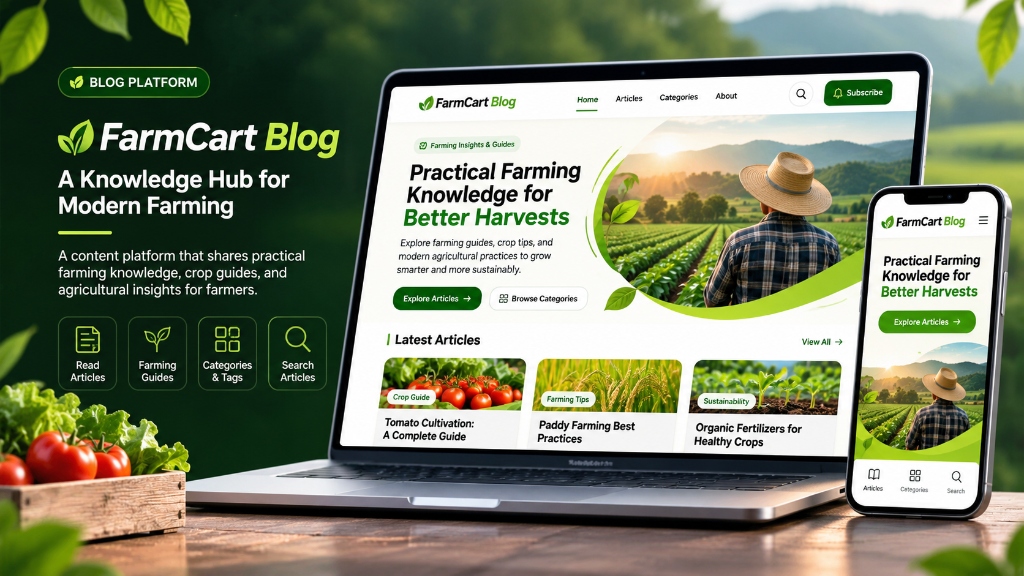 BLOG PLATFORM
FarmCart Blog
A Knowledge Hub for
Modern Farming
A content platform that shares practical
farming knowledge, crop guides, and
agricultural insights for farmers.
Read
Articles
Farming
Guides
Categories
& Tags
Search
Articles
FarmCart Blog
Home
Articles
Categories
About
Subscribe
Farming Insights & Guides
Practical Farming
Knowledge for
Better Harvests
Explore farming guides, crop tips, and
modern agricultural practices to grow
smarter and more sustainably.
Explore Articles →
Browse Categories
Latest Articles
View All →
Crop Guide
Tomato Cultivation:
A Complete Guide
Farming Tips
Paddy Farming Best
Practices
Sustainability
Organic Fertilizers for
Healthy Crops
FarmCart Blog
Practical Farming
Knowledge for
Better Harvests
Explore Articles →
Articles
Categories
Search